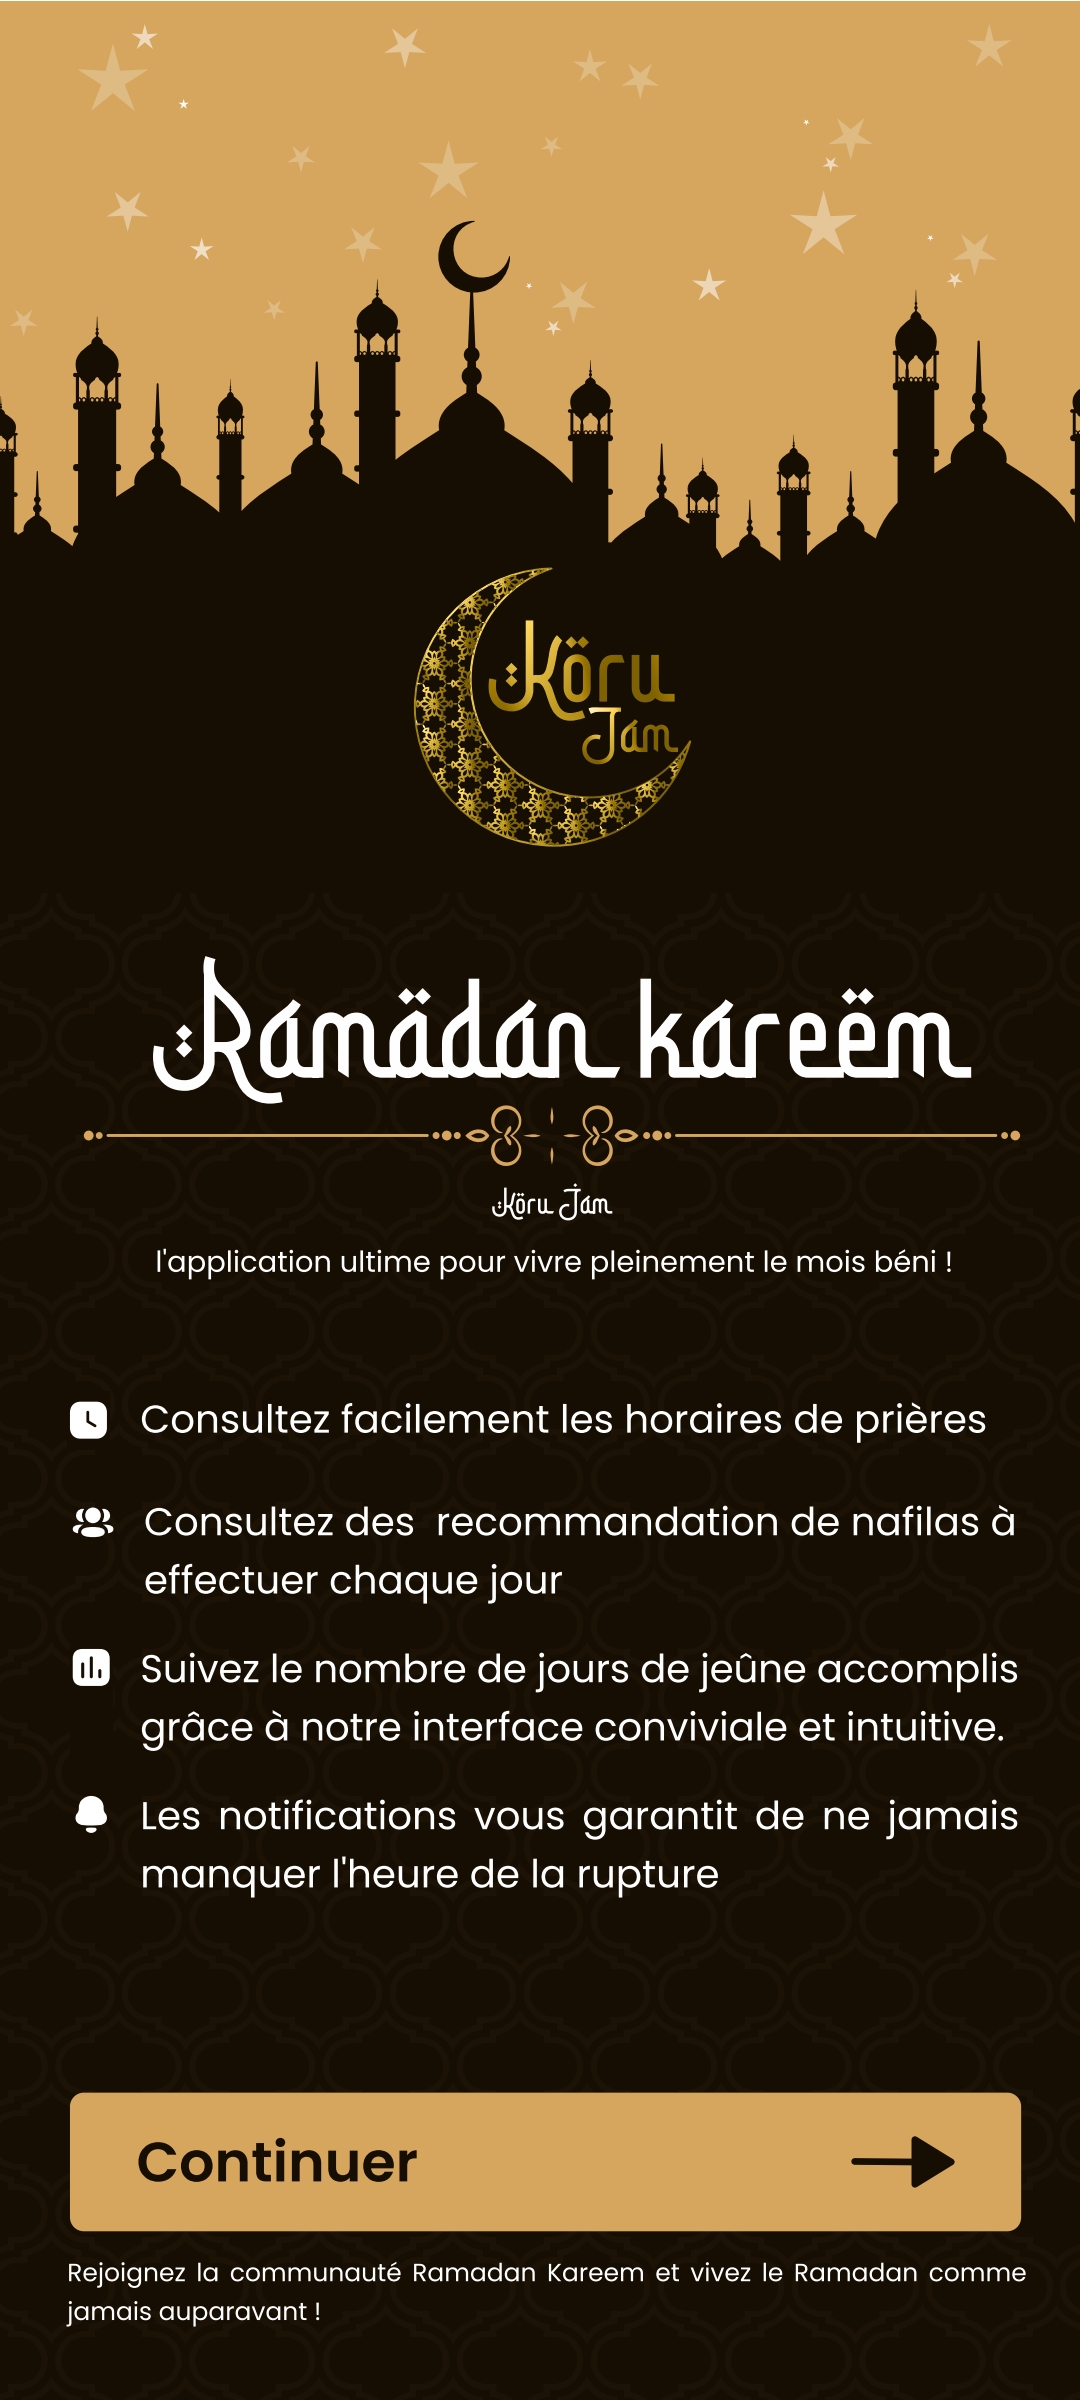 Köru
Jam
Ramädan kareëm
Köru Jam
l'application ultime pour vivre pleinement le mois béni !
Consultez facilement les horaires de prières
Consultez des  recommandation de nafilas à
effectuer chaque jour
Suivez le nombre de jours de jeûne accomplis
grâce à notre interface conviviale et intuitive.
Les notifications vous garantit de ne jamais
manquer l'heure de la rupture
Continuer
Rejoignez la communauté Ramadan Kareem et vivez le Ramadan comme
jamais auparavant !